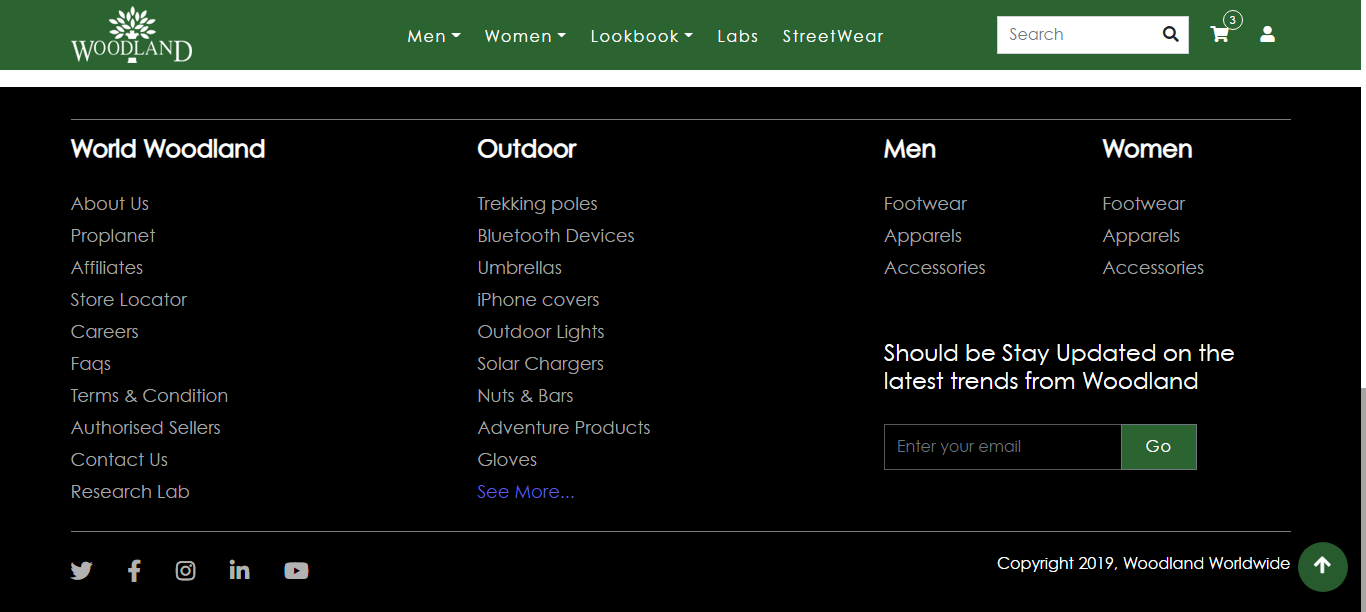 WOODLAND
Men
Women
Lookbook
Labs
StreetWear
Search
3
World Woodland
About Us
Proplanet
Affiliates
Store Locator
Careers
Faqs
Terms & Condition
Authorised Sellers
Contact Us
Research Lab
Outdoor
Trekking poles
Bluetooth Devices
Umbrellas
iPhone covers
Outdoor Lights
Solar Chargers
Nuts & Bars
Adventure Products
Gloves
See More...
Men
Footwear
Apparels
Accessories
Women
Footwear
Apparels
Accessories
Should be Stay Updated on the
latest trends from Woodland
Enter your email
Go
Copyright 2019, Woodland Worldwide